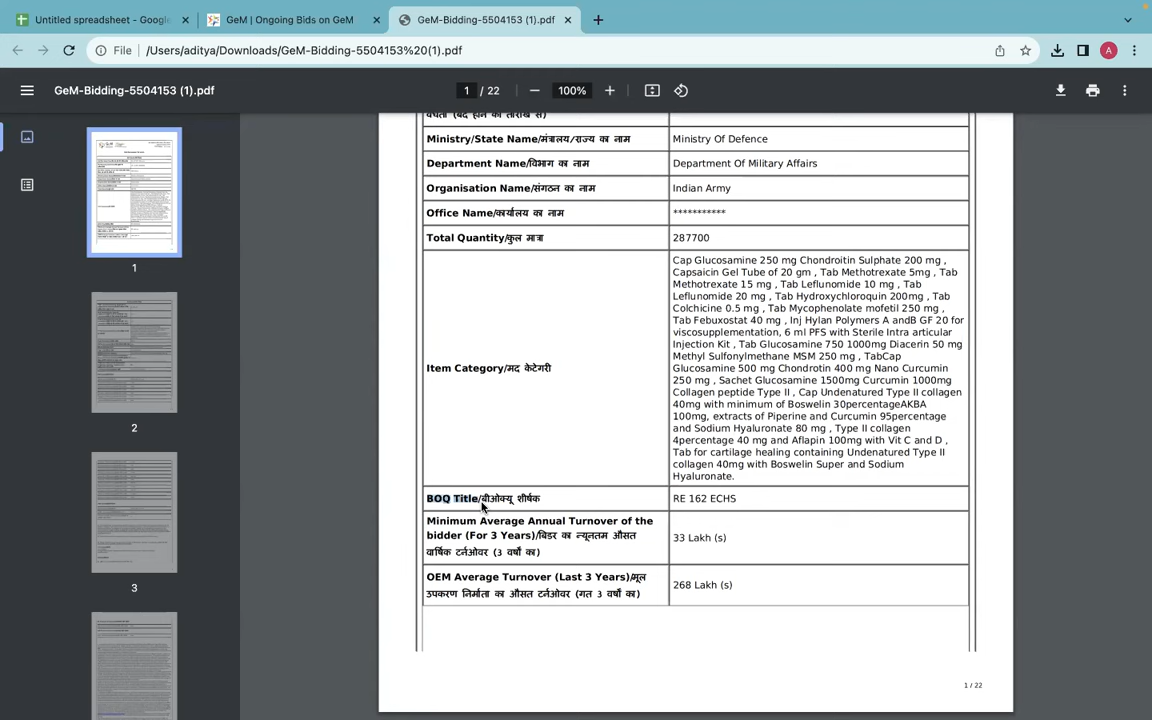 Untitled spreadsheet - Google
GeM | Ongoing Bids on GeM
GeM-Bidding-5504153 (1).pdf
File
/Users/aditya/Downloads/GeM-Bidding-5504153%20(1).pdf
A
GeM-Bidding-5504153 (1).pdf
1 / 22
100%
Ministry/State Name/मंत्रालय/राज्य का नाम
Ministry Of Defence
Department Name/विभाग का नाम
Department Of Military Affairs
Organisation Name/संगठन का नाम
Indian Army
Office Name/कार्यालय का नाम
***********
Total Quantity/कुल मात्रा
287700
Item Category/मद केटेगरी
Cap Glucosamine 250 mg Chondroitin Sulphate 200 mg ,
Capsaicin Gel Tube of 20 gm , Tab Methotrexate 5mg , Tab
Methotrexate 15 mg , Tab Leflunomide 10 mg , Tab
Leflunomide 20 mg , Tab Hydroxychloroquin 200mg , Tab
Colchicine 0.5 mg , Tab Mycophenolate mofetil 250 mg ,
Tab Febuxostat 40 mg , Inj Hylan Polymers A andB GF 20 for
viscosupplementation, 6 ml PFS with Sterile Intra articular
Injection Kit , Tab Glucosamine 750 1000mg Diacerin 50 mg
Methyl Sulfonylmethane MSM 250 mg , TabCap
Glucosamine 500 mg Chondrotin 400 mg Nano Curcumin
250 mg , Sachet Glucosamine 1500mg Curcumin 1000mg
Collagen peptide Type II , Cap Undenatured Type II collagen
40mg with minimum of Boswelin 30percentageAKBA
100mg, extracts of Piperine and Curcumin 95percentage
and Sodium Hyaluronate 80 mg , Type II collagen
4percentage 40 mg and Aflapin 100mg with Vit C and D ,
Tab for cartilage healing containing Undenatured Type II
collagen 40mg with Boswelin Super and Sodium
Hyaluronate.
BOQ Title/बीओक्यू शीर्षक
RE 162 ECHS
Minimum Average Annual Turnover of the
bidder (For 3 Years)/बिडर का न्यूनतम औसत
वार्षिक टर्नओवर (3 वर्षों का)
33 Lakh (s)
OEM Average Turnover (Last 3 Years)/मूल
उपकरण निर्माता का औसत टर्नओवर (गत 3 वर्षों का)
268 Lakh (s)
1 / 22
1
2
3